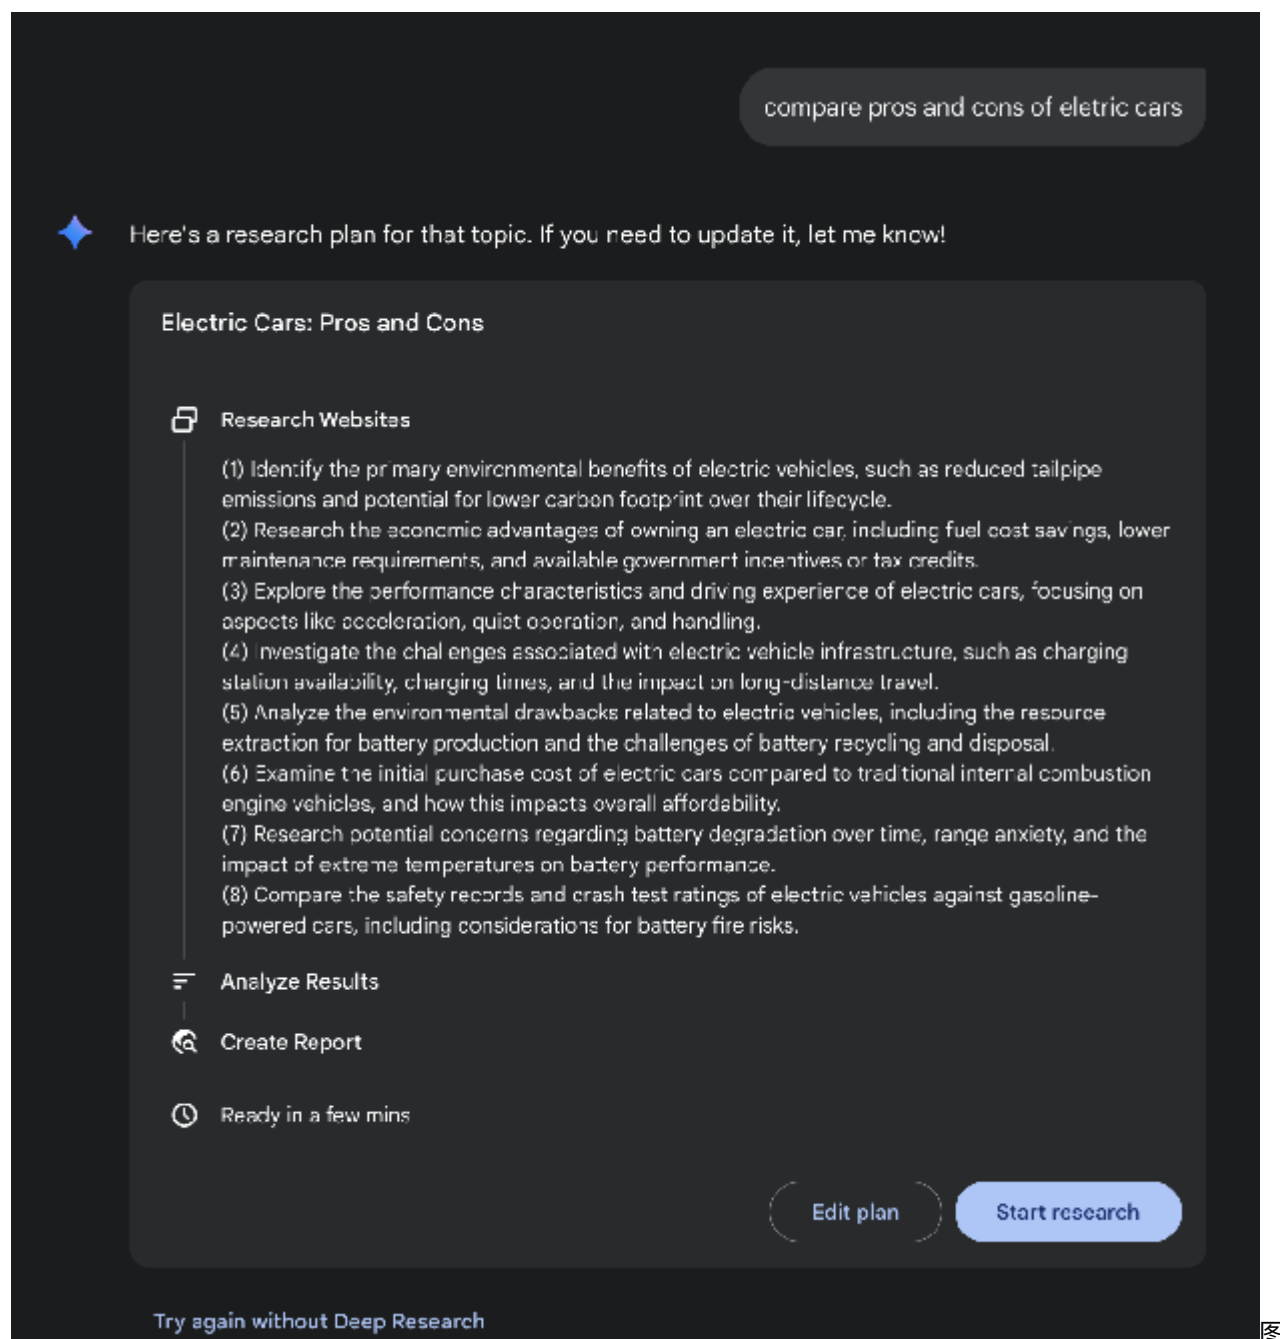 compare pros and cons of eletric cars
Here's a research plan for that topic. If you need to update it, let me know!
Electric Cars: Pros and Cons
Research Websites
(1) Identify the primary environmental benefits of electric vehicles, such as reduced tailpipe
emissions and potential for lower carbon footprint over their lifecycle.
(2) Research the economic advantages of owning an electric car, including fuel cost savings, lower
maintenance requirements, and available government incentives or tax credits.
(3) Explore the performance characteristics and driving experience of electric cars, focusing on
aspects like acceleration, quiet operation, and handling.
(4) Investigate the challenges associated with electric vehicle infrastructure, such as charging
station availability, charging times, and the impact on long-distance travel.
(5) Analyze the environmental drawbacks related to electric vehicles, including the resource
extraction for battery production and the challenges of battery recycling and disposal.
(6) Examine the initial purchase cost of electric cars compared to traditional internal combustion
engine vehicles, and how this impacts overall affordability.
(7) Research potential concerns regarding battery degradation over time, range anxiety, and the
impact of extreme temperatures on battery performance.
(8) Compare the safety records and crash test ratings of electric vehicles against gasoline-
powered cars, including considerations for battery fire risks.
Analyze Results
Create Report
Ready in a few mins
Edit plan
Start research
Try again without Deep Research